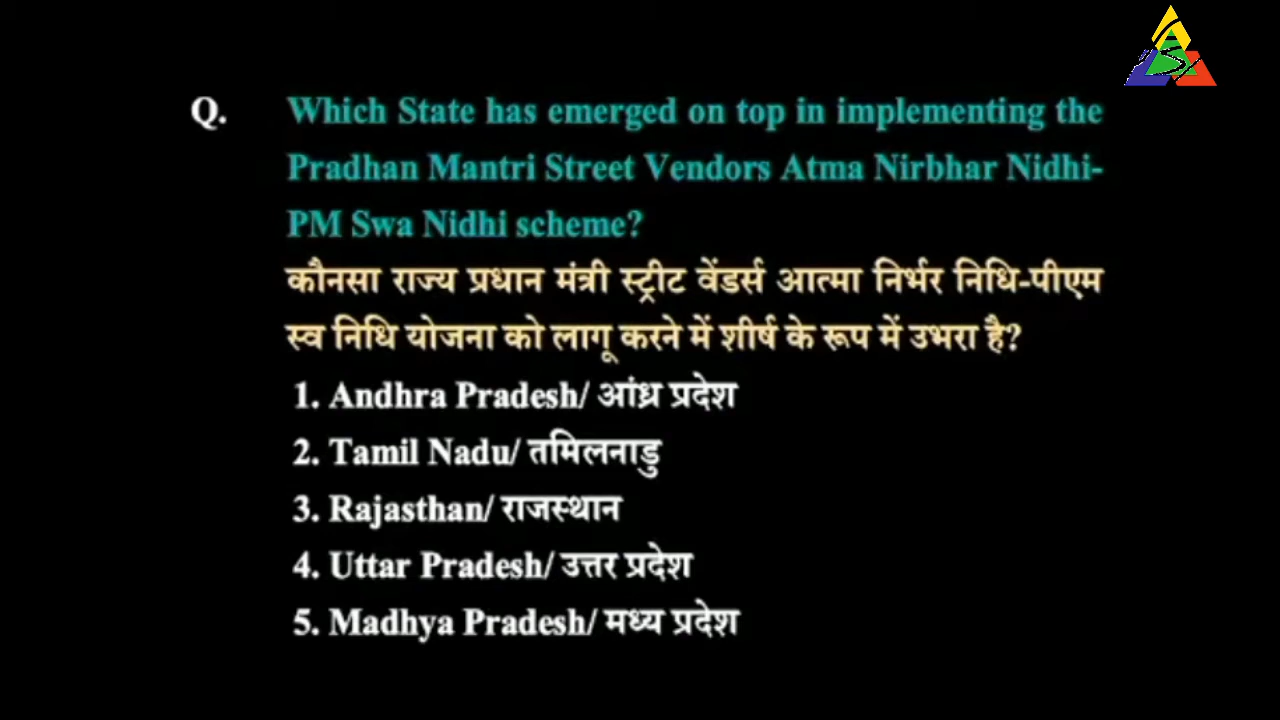 Q. Which State has emerged on top in implementing the
Pradhan Mantri Street Vendors Atma Nirbhar Nidhi-
PM Swa Nidhi scheme?
कौनसा राज्य प्रधान मंत्री स्ट्रीट वेंडर्स आत्मा निर्भर निधि-पीएम
स्व निधि योजना को लागू करने में शीर्ष के रूप में उभरा है?
1. Andhra Pradesh/ आंध्र प्रदेश
2. Tamil Nadu/ तमिलनाडु
3. Rajasthan/ राजस्थान
4. Uttar Pradesh/ उत्तर प्रदेश
5. Madhya Pradesh/ मध्य प्रदेश